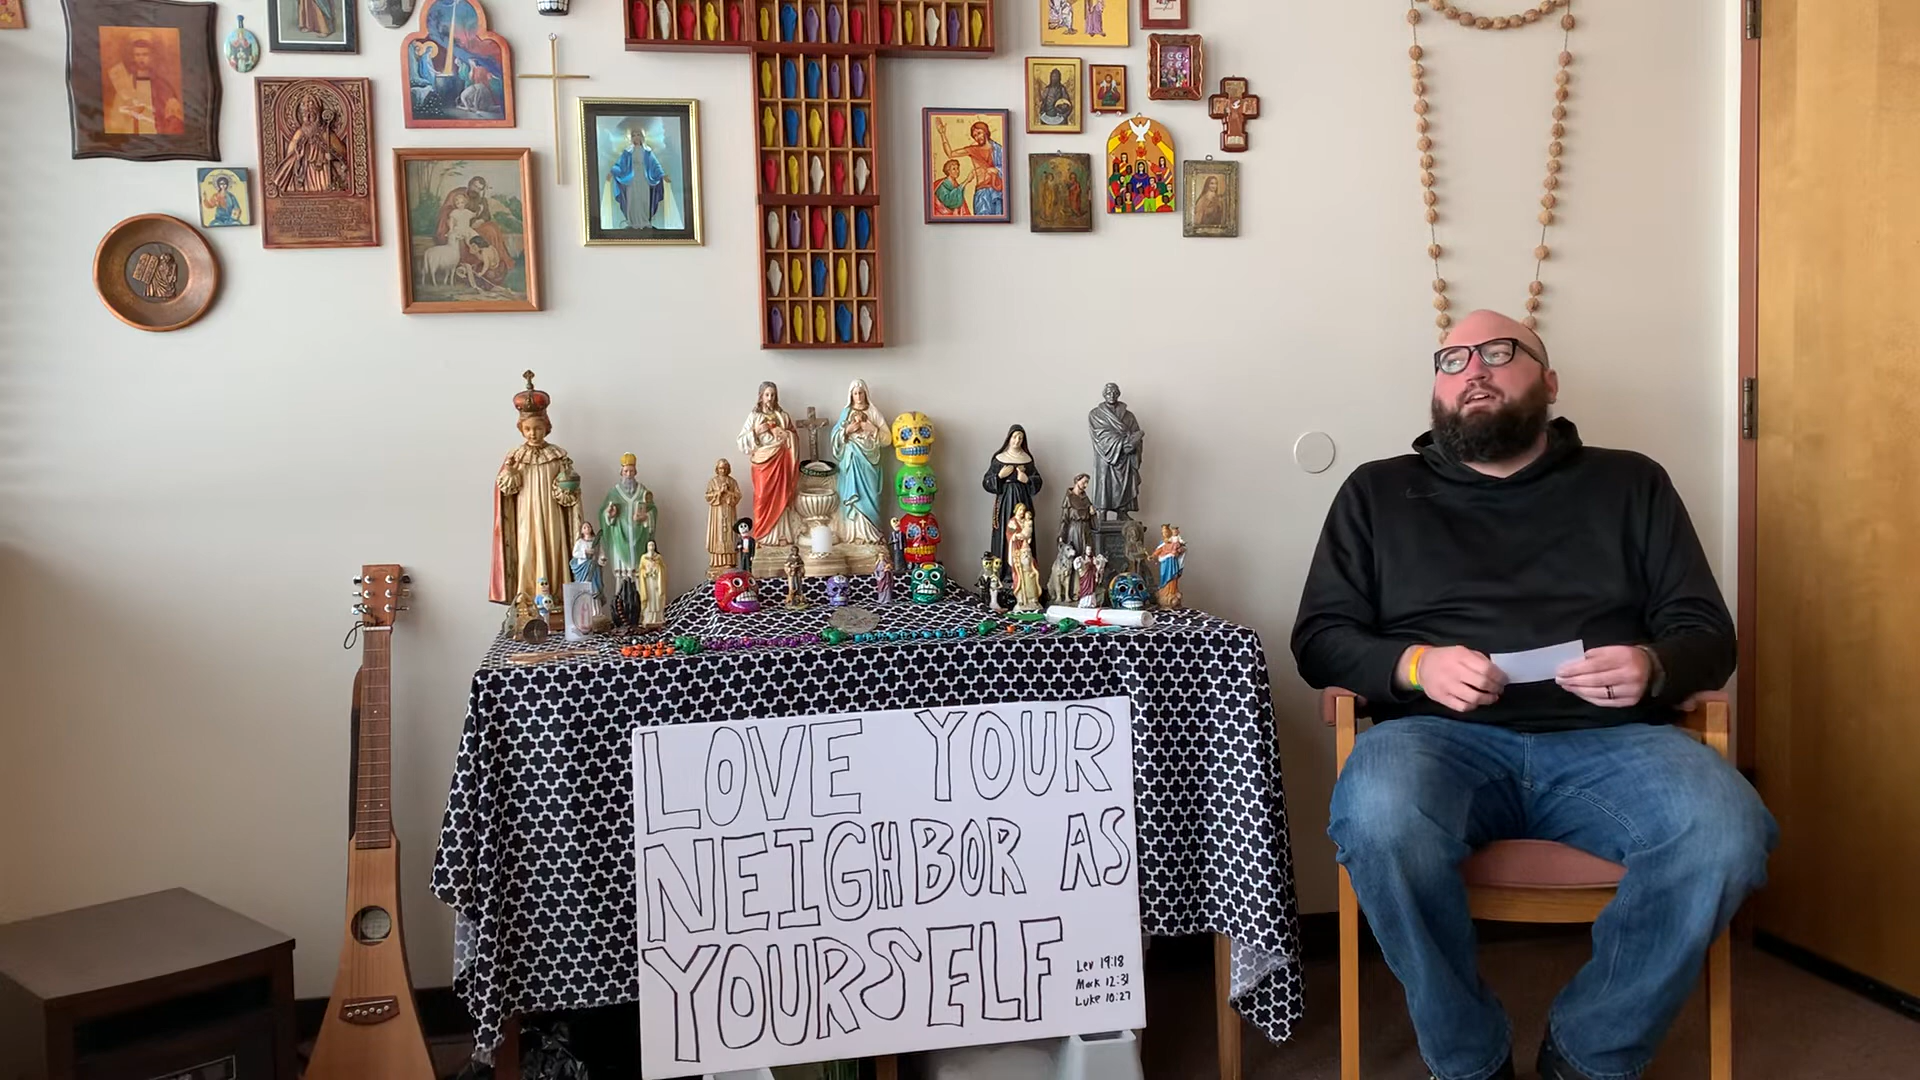 LOVE YOUR
NEIGHBOR AS
YOURSELF
Lev 19:18
Mark 12:31
Luke 10:27